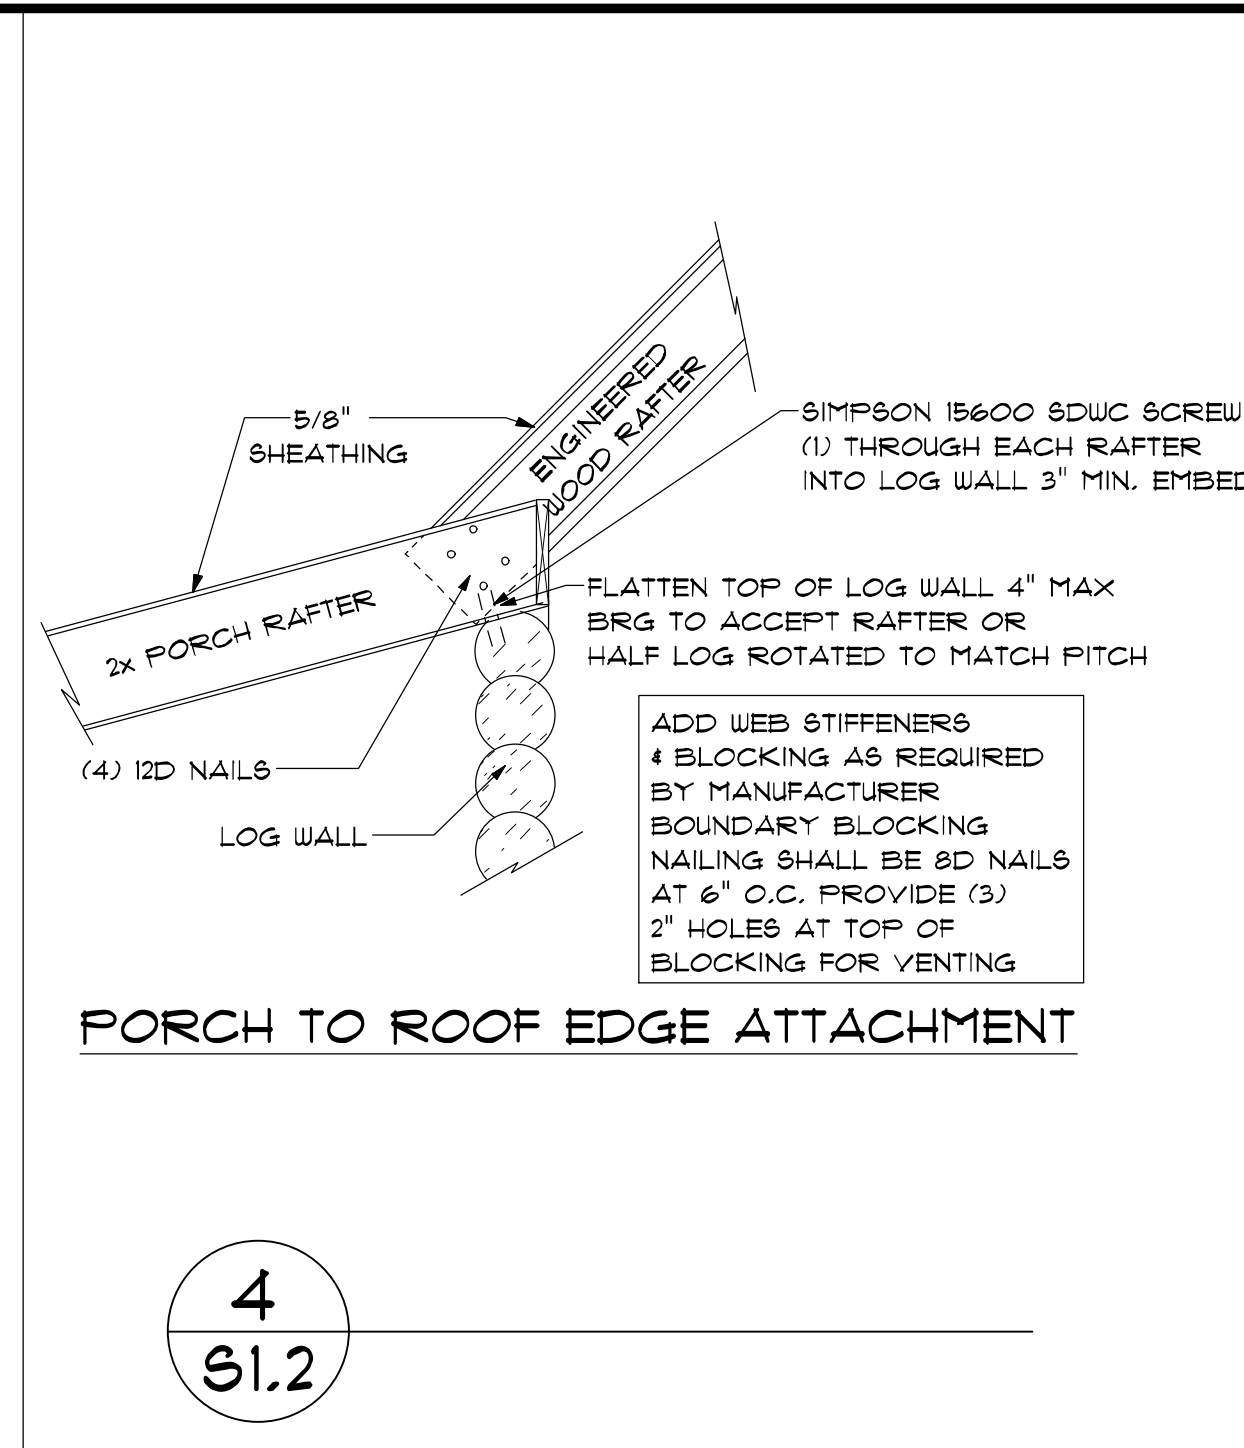 5/8"
SHEATHING
ENGINEERED
WOOD RAFTER
SIMPSON 15600 SDWC SCREW
(1) THROUGH EACH RAFTER
INTO LOG WALL 3" MIN. EMBED
2x PORCH RAFTER
FLATTEN TOP OF LOG WALL 4" MAX
BRG TO ACCEPT RAFTER OR
HALF LOG ROTATED TO MATCH PITCH
(4) 12D NAILS
LOG WALL
ADD WEB STIFFENERS
& BLOCKING AS REQUIRED
BY MANUFACTURER
BOUNDARY BLOCKING
NAILING SHALL BE 8D NAILS
AT 6" O.C. PROVIDE (3)
2" HOLES AT TOP OF
BLOCKING FOR VENTING
PORCH TO ROOF EDGE ATTACHMENT
4
S1.2